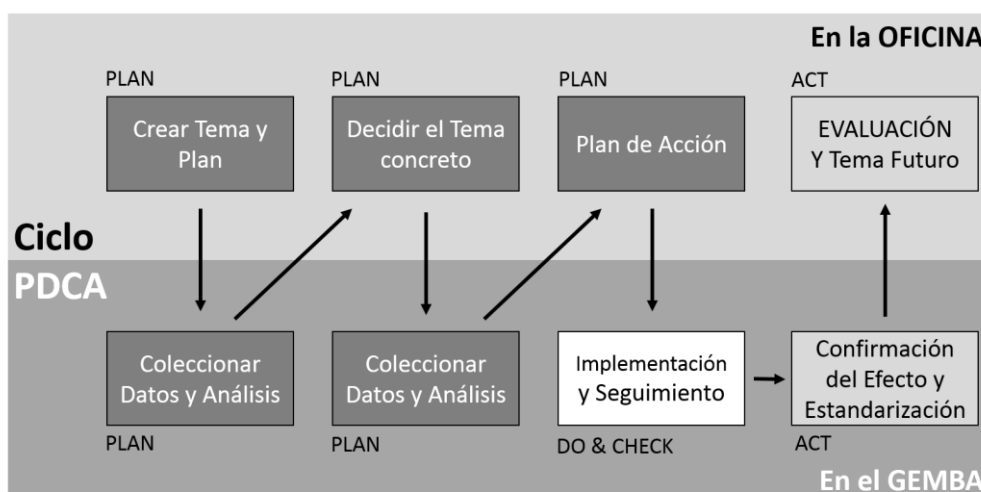 En la OFICINA
PLAN
PLAN
PLAN
ACT
Crear Tema y
Plan
Decidir el Tema
concreto
Plan de Acción
EVALUACIÓN
Y Tema Futuro
Ciclo
PDCA
Coleccionar
Datos y Análisis
Coleccionar
Datos y Análisis
Implementación
y Seguimiento
Confirmación
del Efecto y
Estandarización
PLAN
PLAN
DO & CHECK
ACT
En el GEMBA